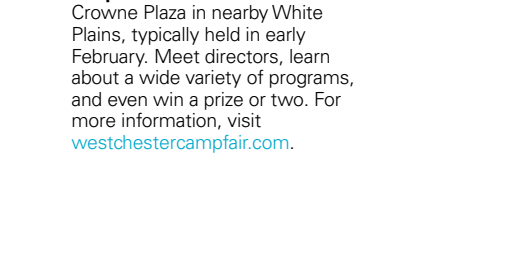 Crowne Plaza in nearby White
Plains, typically held in early
February. Meet directors, learn
about a wide variety of programs,
and even win a prize or two. For
more information, visit
westchestercampfair.com.